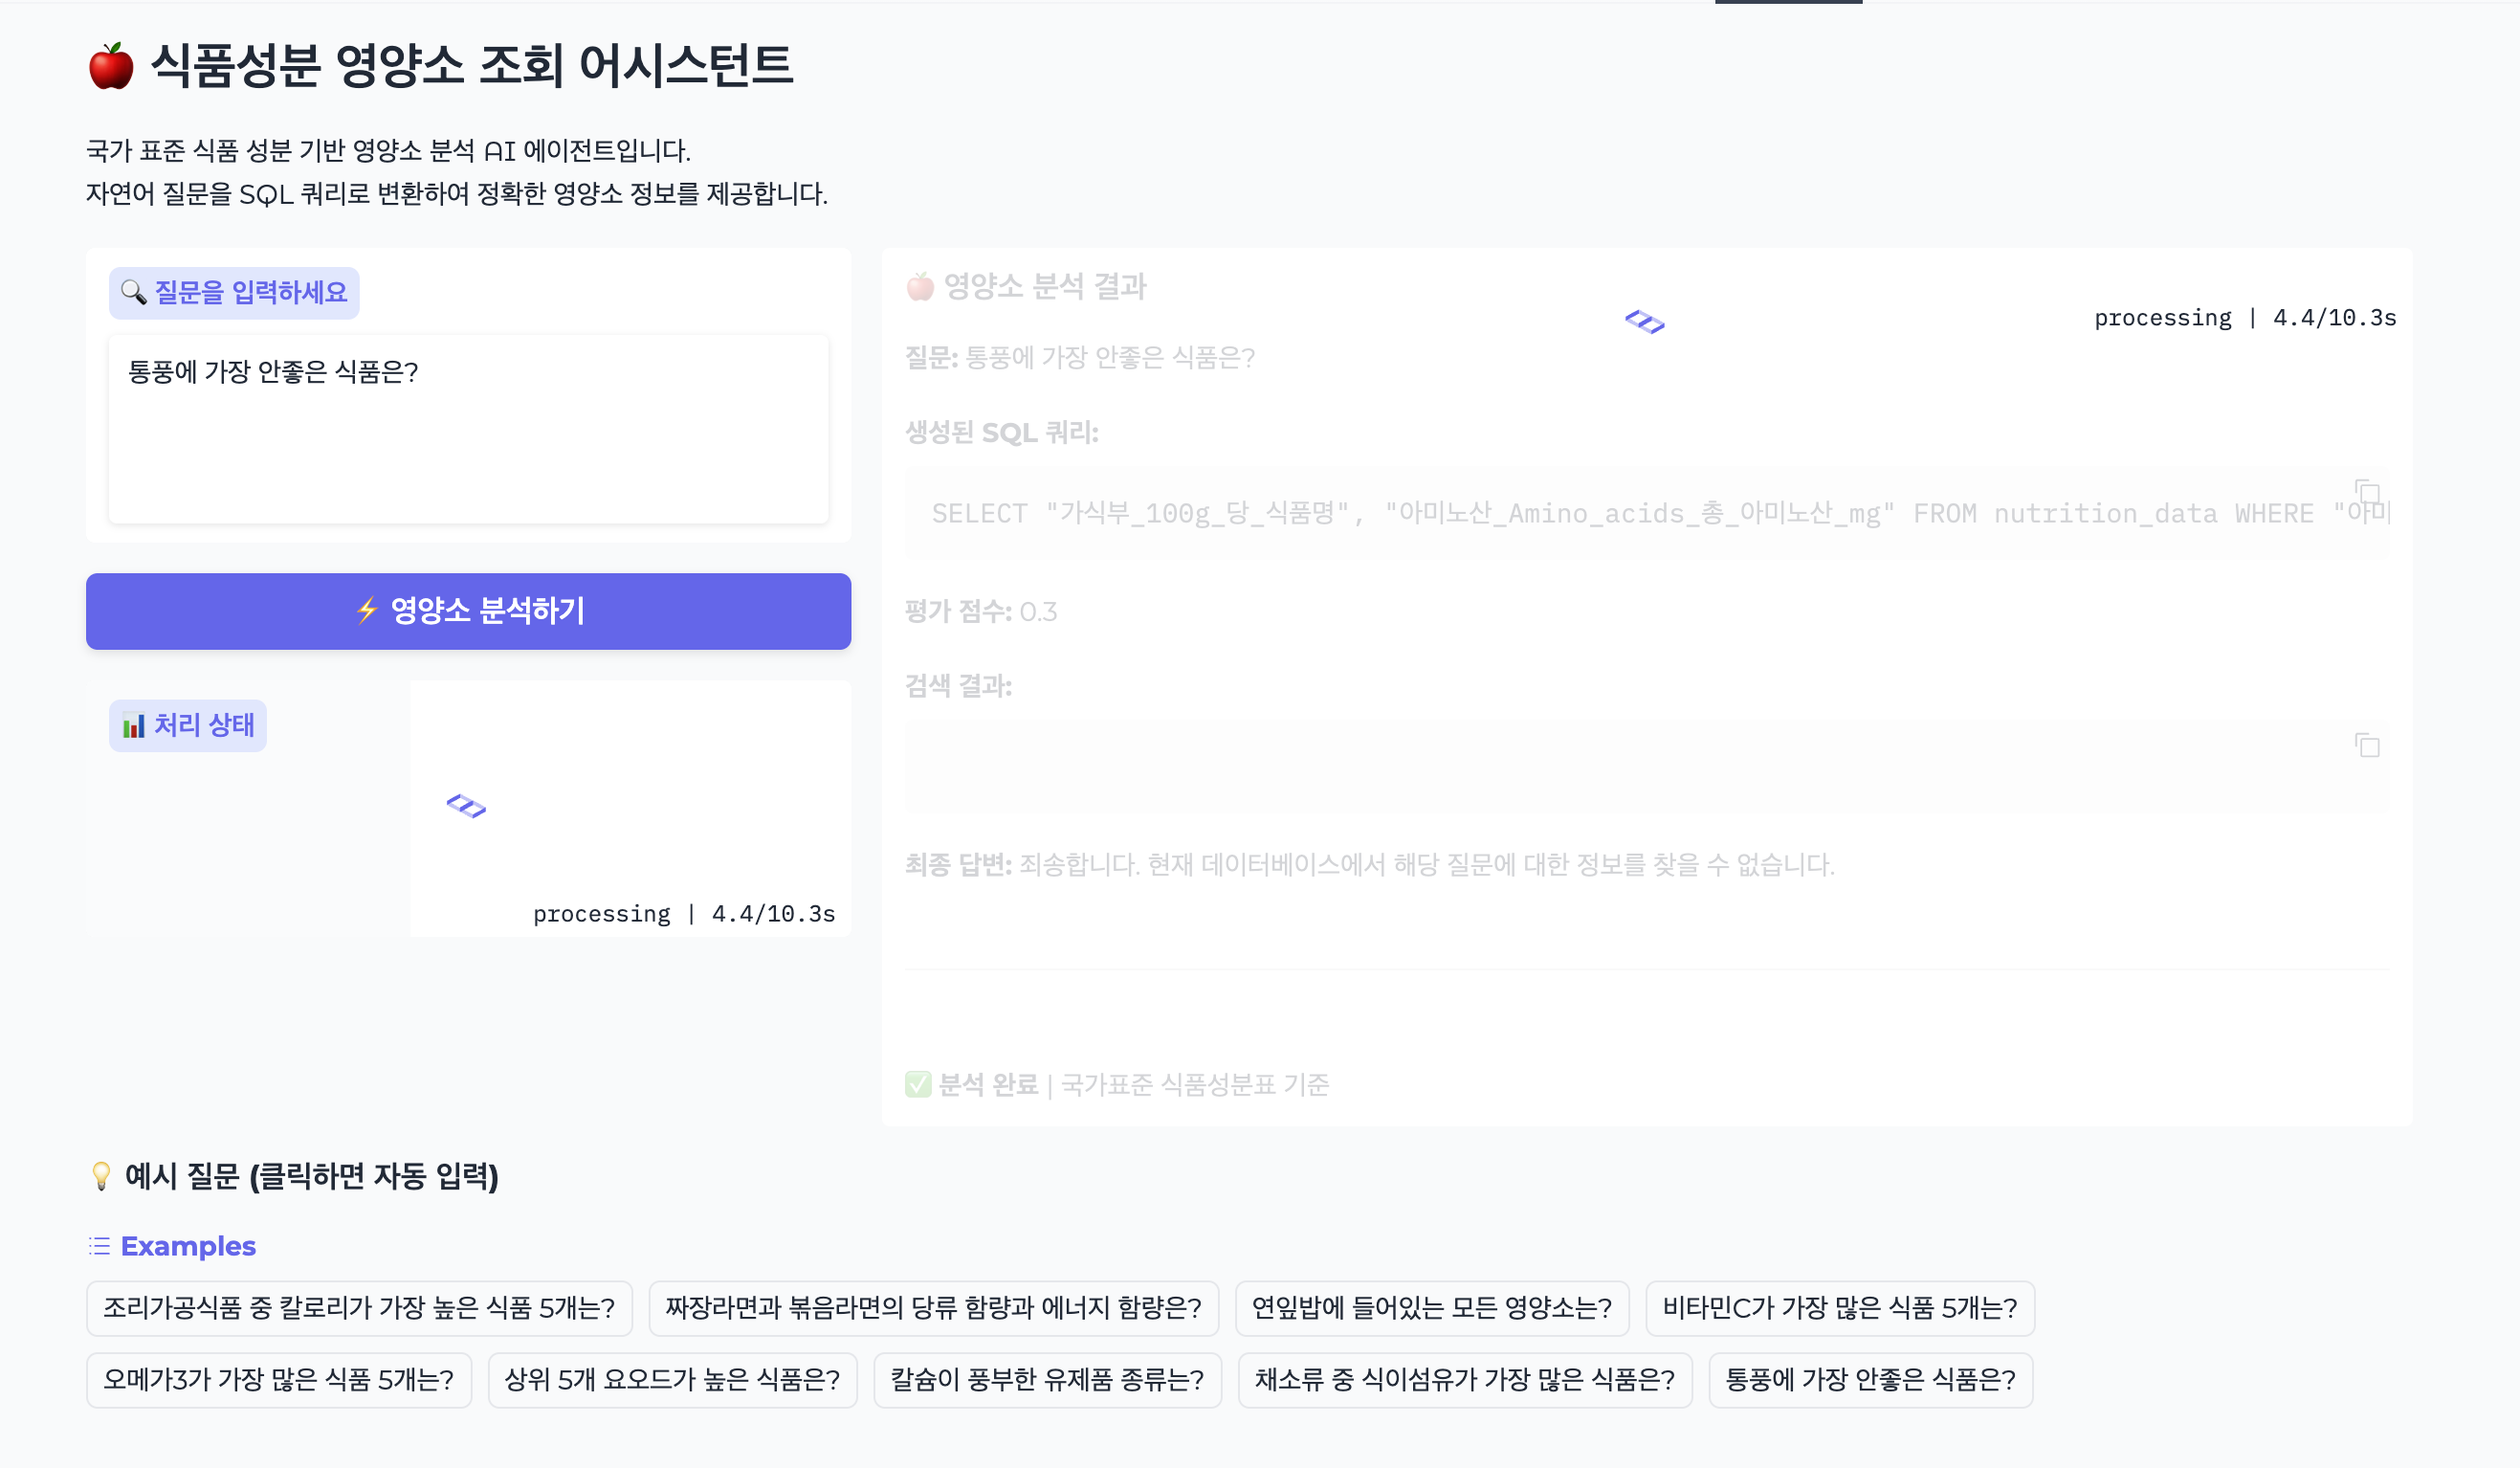 🍎 식품성분 영양소 조회 어시스턴트
국가 표준 식품 성분 기반 영양소 분석 AI 에이전트입니다.
자연어 질문을 SQL 쿼리로 변환하여 정확한 영양소 정보를 제공합니다.
🔍 질문을 입력하세요
통풍에 가장 안좋은 식품은?
⚡ 영양소 분석하기
📊 처리 상태
processing | 4.4/10.3s
🍎 영양소 분석 결과
processing | 4.4/10.3s
질문: 통풍에 가장 안좋은 식품은?
생성된 SQL 쿼리:
SELECT "가식부_100g_당_식품명", "아미노산_Amino_acids_총_아미노산_mg" FROM nutrition_data WHERE "아미
평가 점수: 0.3
검색 결과:
최종 답변: 죄송합니다. 현재 데이터베이스에서 해당 질문에 대한 정보를 찾을 수 없습니다.
✅ 분석 완료 | 국가표준 식품성분표 기준
💡 예시 질문 (클릭하면 자동 입력)
Examples
조리가공식품 중 칼로리가 가장 높은 식품 5개는?
짜장라면과 볶음라면의 당류 함량과 에너지 함량은?
연잎밥에 들어있는 모든 영양소는?
비타민C가 가장 많은 식품 5개는?
오메가3가 가장 많은 식품 5개는?
상위 5개 요오드가 높은 식품은?
칼슘이 풍부한 유제품 종류는?
채소류 중 식이섬유가 가장 많은 식품은?
통풍에 가장 안좋은 식품은?